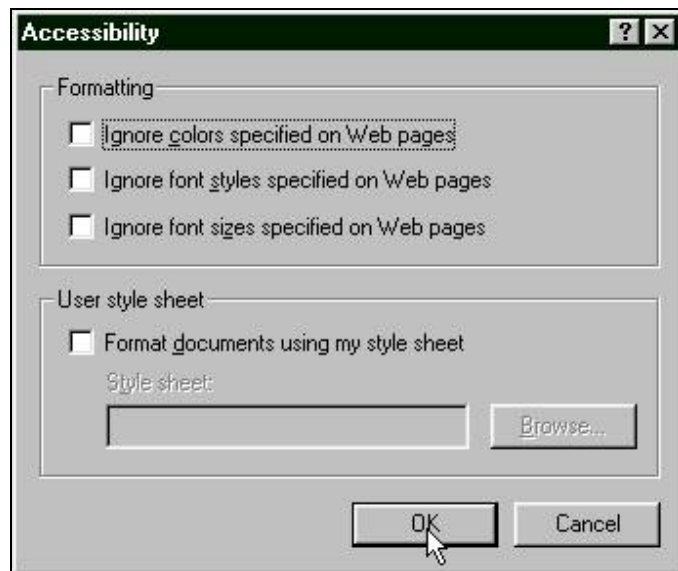 Accessibility
Formatting
Ignore colors specified on Web pages
Ignore font styles specified on Web pages
Ignore font sizes specified on Web pages
User style sheet
Format documents using my style sheet
Style sheet:
Browse...
OK Cancel